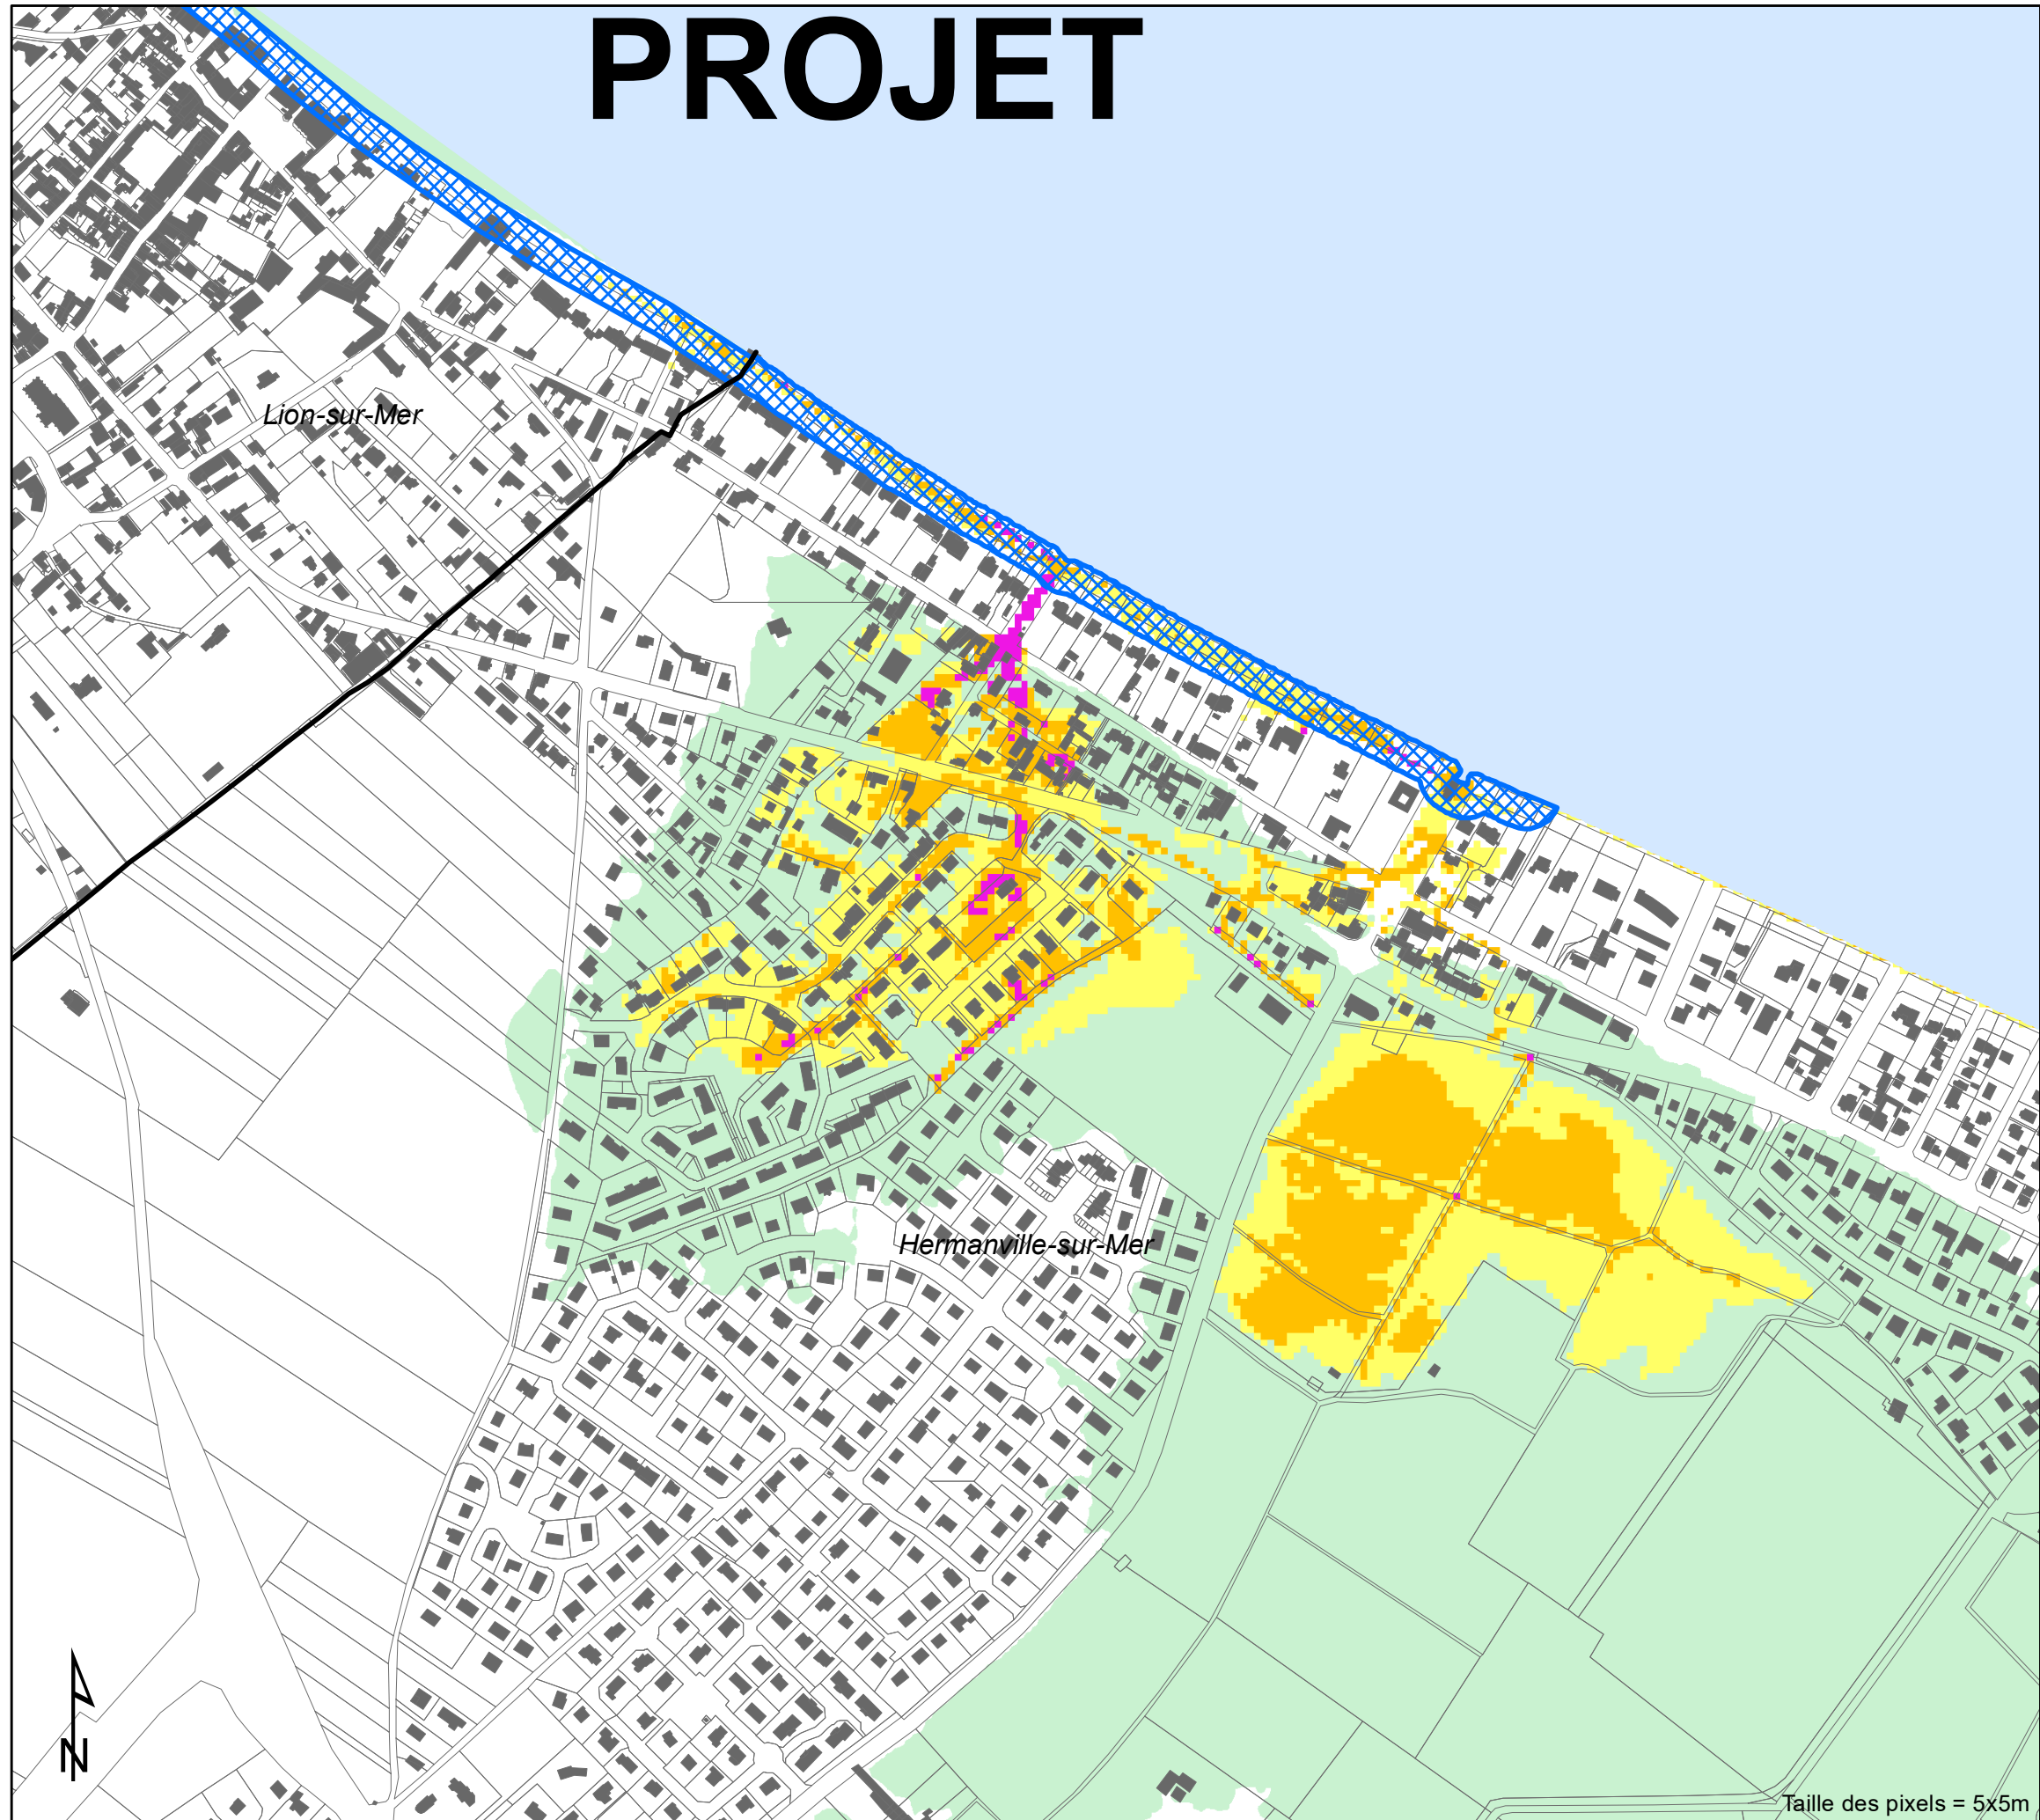 PROJET
Lion-sur-Mer
Hermanville-sur-Mer
N
Taille des pixels = 5x5m